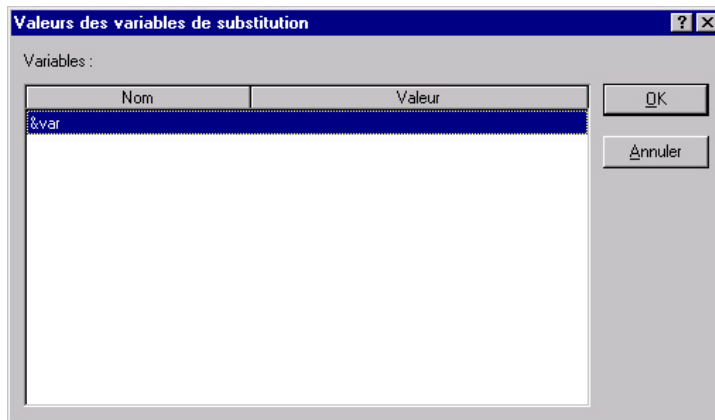 Valeurs des variables de substitution
Variables :
Nom Valeur
&var
OK
Annuler